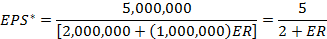 EPS* = 5,000,000 / [2,000,000 + (1,000,000)ER] = 5 / 2 + ER